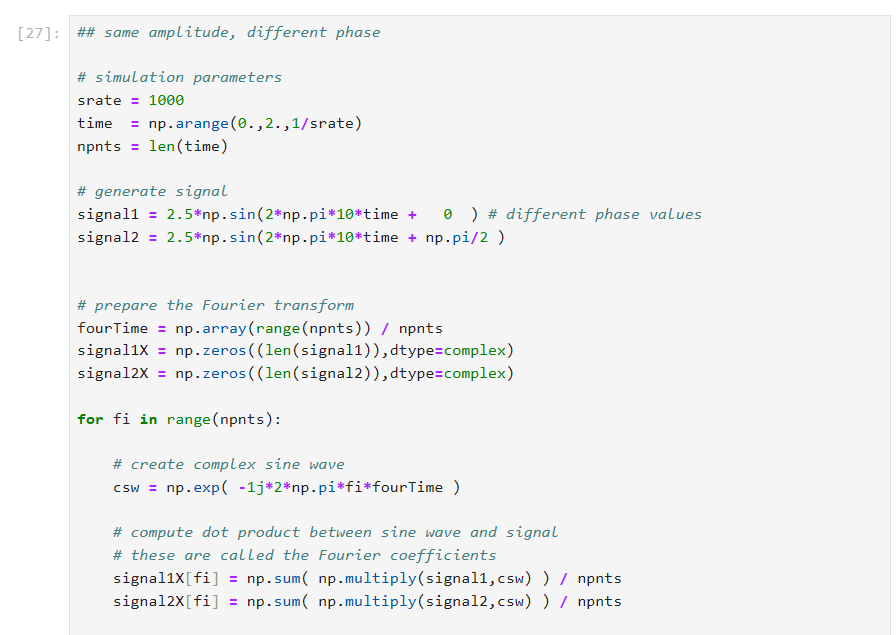 [27]:
## same amplitude, different phase
# simulation parameters
srate = 1000
time  = np.arange(0.,2.,1/srate)
npnts = len(time)
# generate signal
signal1 = 2.5*np.sin(2*np.pi*10*time +   0  ) # different phase values
signal2 = 2.5*np.sin(2*np.pi*10*time + np.pi/2 )
# prepare the Fourier transform
fourTime = np.array(range(npnts)) / npnts
signal1X = np.zeros((len(signal1)),dtype=complex)
signal2X = np.zeros((len(signal2)),dtype=complex)
for fi in range(npnts):
    # create complex sine wave
    csw = np.exp( -1j*2*np.pi*fi*fourTime )
    # compute dot product between sine wave and signal
    # these are called the Fourier coefficients
    signal1X[fi] = np.sum( np.multiply(signal1,csw) ) / npnts
    signal2X[fi] = np.sum( np.multiply(signal2,csw) ) / npnts